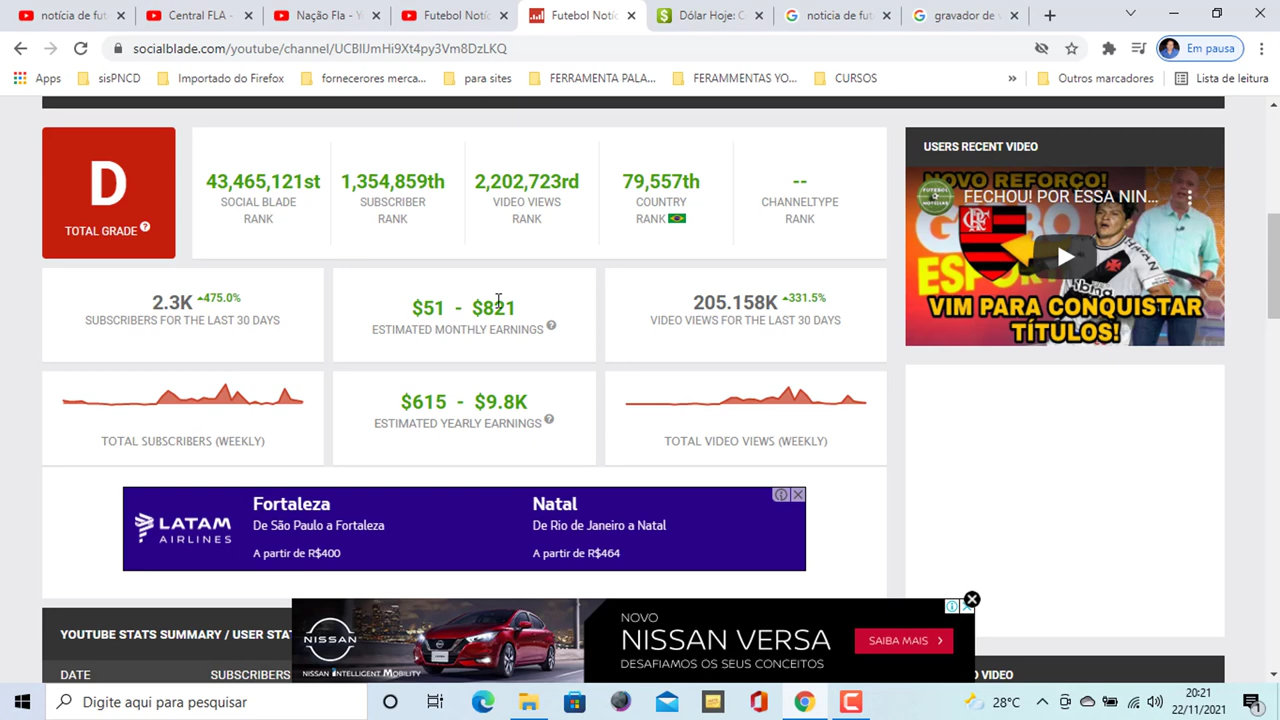 notícia de fut
Central FLA -
Nação Fla - Y
Futebol Notíc
Futebol Notíc
Dólar Hoje: C
noticia de fut
gravador de v
socialblade.com/youtube/channel/UCBIIJmHi9Xt4py3Vm8DzLKQ
Em pausa
Apps
sisPNCD
Importado do Firefox
fornecerores merca...
para sites
FERRAMENTA PALA...
FERAMMENTAS YO...
CURSOS
»
Outros marcadores
Lista de leitura
D
TOTAL GRADE
43,465,121st
SOCIAL BLADE
RANK
1,354,859th
SUBSCRIBER
RANK
2,202,723rd
VIDEO VIEWS
RANK
79,557th
COUNTRY
RANK
--
CHANNELTYPE
RANK
USERS RECENT VIDEO
NOVO REFORÇO!
FECHOU! POR ESSA NIN...
ESPORT
VIM PARA CONQUISTAR
TÍTULOS!
2.3K 475.0%
SUBSCRIBERS FOR THE LAST 30 DAYS
$51 - $821
ESTIMATED MONTHLY EARNINGS
205.158K 331.5%
VIDEO VIEWS FOR THE LAST 30 DAYS
TOTAL SUBSCRIBERS (WEEKLY)
$615 - $9.8K
ESTIMATED YEARLY EARNINGS
TOTAL VIDEO VIEWS (WEEKLY)
LATAM
AIRLINES
Fortaleza
De São Paulo a Fortaleza
A partir de R$400
Natal
De Rio de Janeiro a Natal
A partir de R$464
YOUTUBE STATS SUMMARY / USER STAT
DATE
SUBSCRIBERS
NISSAN
NISSAN INTELLIGENT MOBILITY
NOVO
NISSAN VERSA
DESAFIAMOS OS SEUS CONCEITOS
SAIBA MAIS
VIDEO
Digite aqui para pesquisar
28°C
20:21
22/11/2021
1